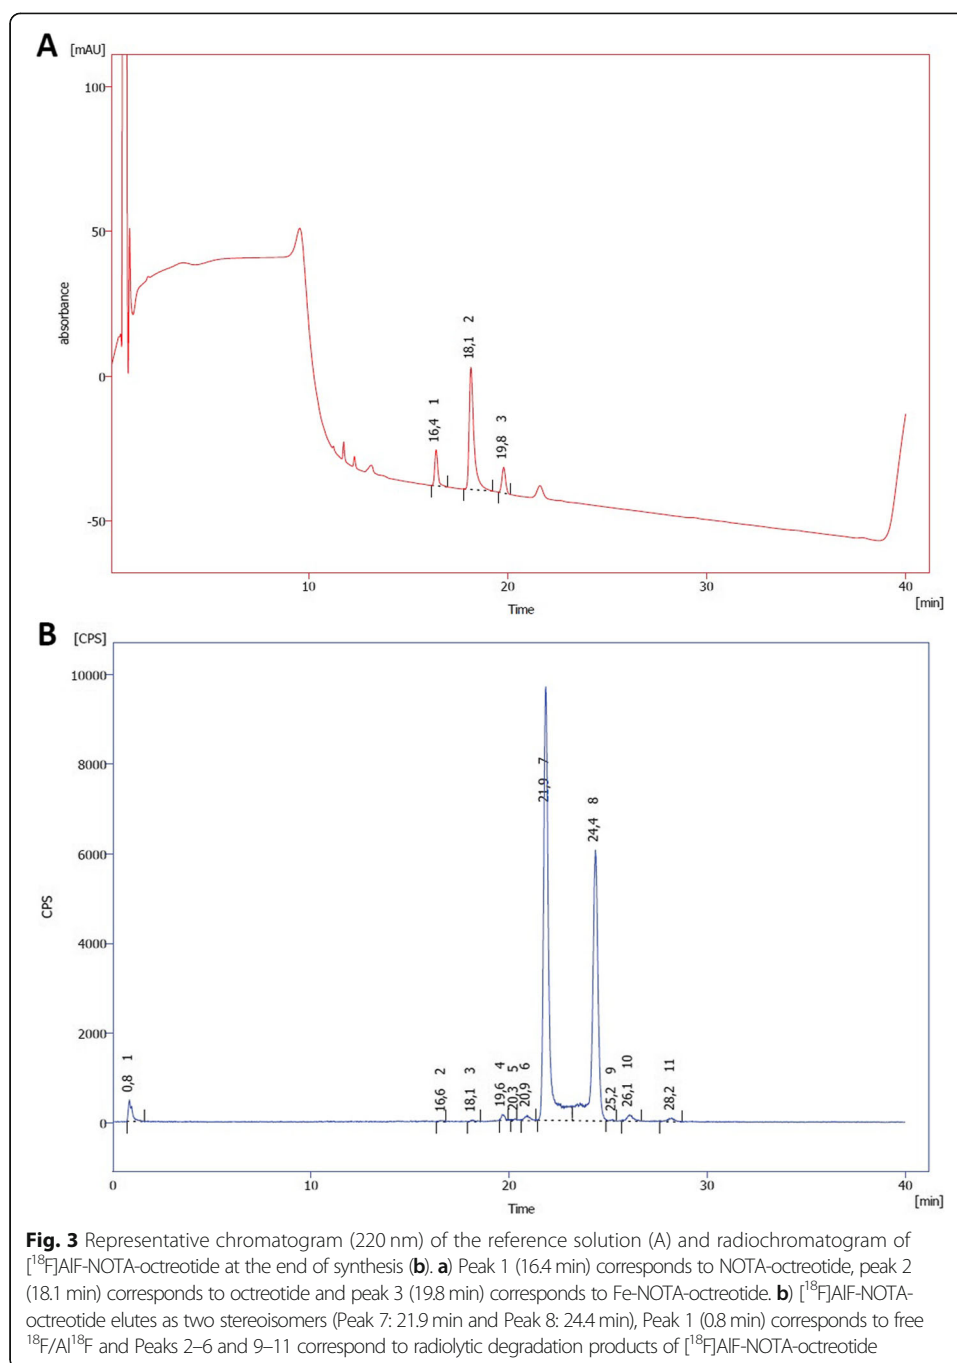 A
[mAU]
100
50
0
-50
absorbance
16,4 1
18,1 2
19,8 3
10
20
30
40
Time
[min]
B
[CPS]
10000
8000
6000
4000
2000
0
CPS
0,8 1
16,6 2
18,1 3
19,6 4
20,3 5
20,9 6
21,9 7
24,4 8
25,2 9
26,1 10
28,2 11
0
10
20
30
40
Time
[min]
Fig. 3 Representative chromatogram (220 nm) of the reference solution (A) and radiochromatogram of
[¹⁸F]AlF-NOTA-octreotide at the end of synthesis (b). a) Peak 1 (16.4 min) corresponds to NOTA-octreotide, peak 2
(18.1 min) corresponds to octreotide and peak 3 (19.8 min) corresponds to Fe-NOTA-octreotide. b) [¹⁸F]AlF-NOTA-
octreotide elutes as two stereoisomers (Peak 7: 21.9 min and Peak 8: 24.4 min), Peak 1 (0.8 min) corresponds to free
¹⁸F/Al¹⁸F and Peaks 2–6 and 9–11 correspond to radiolytic degradation products of [¹⁸F]AlF-NOTA-octreotide